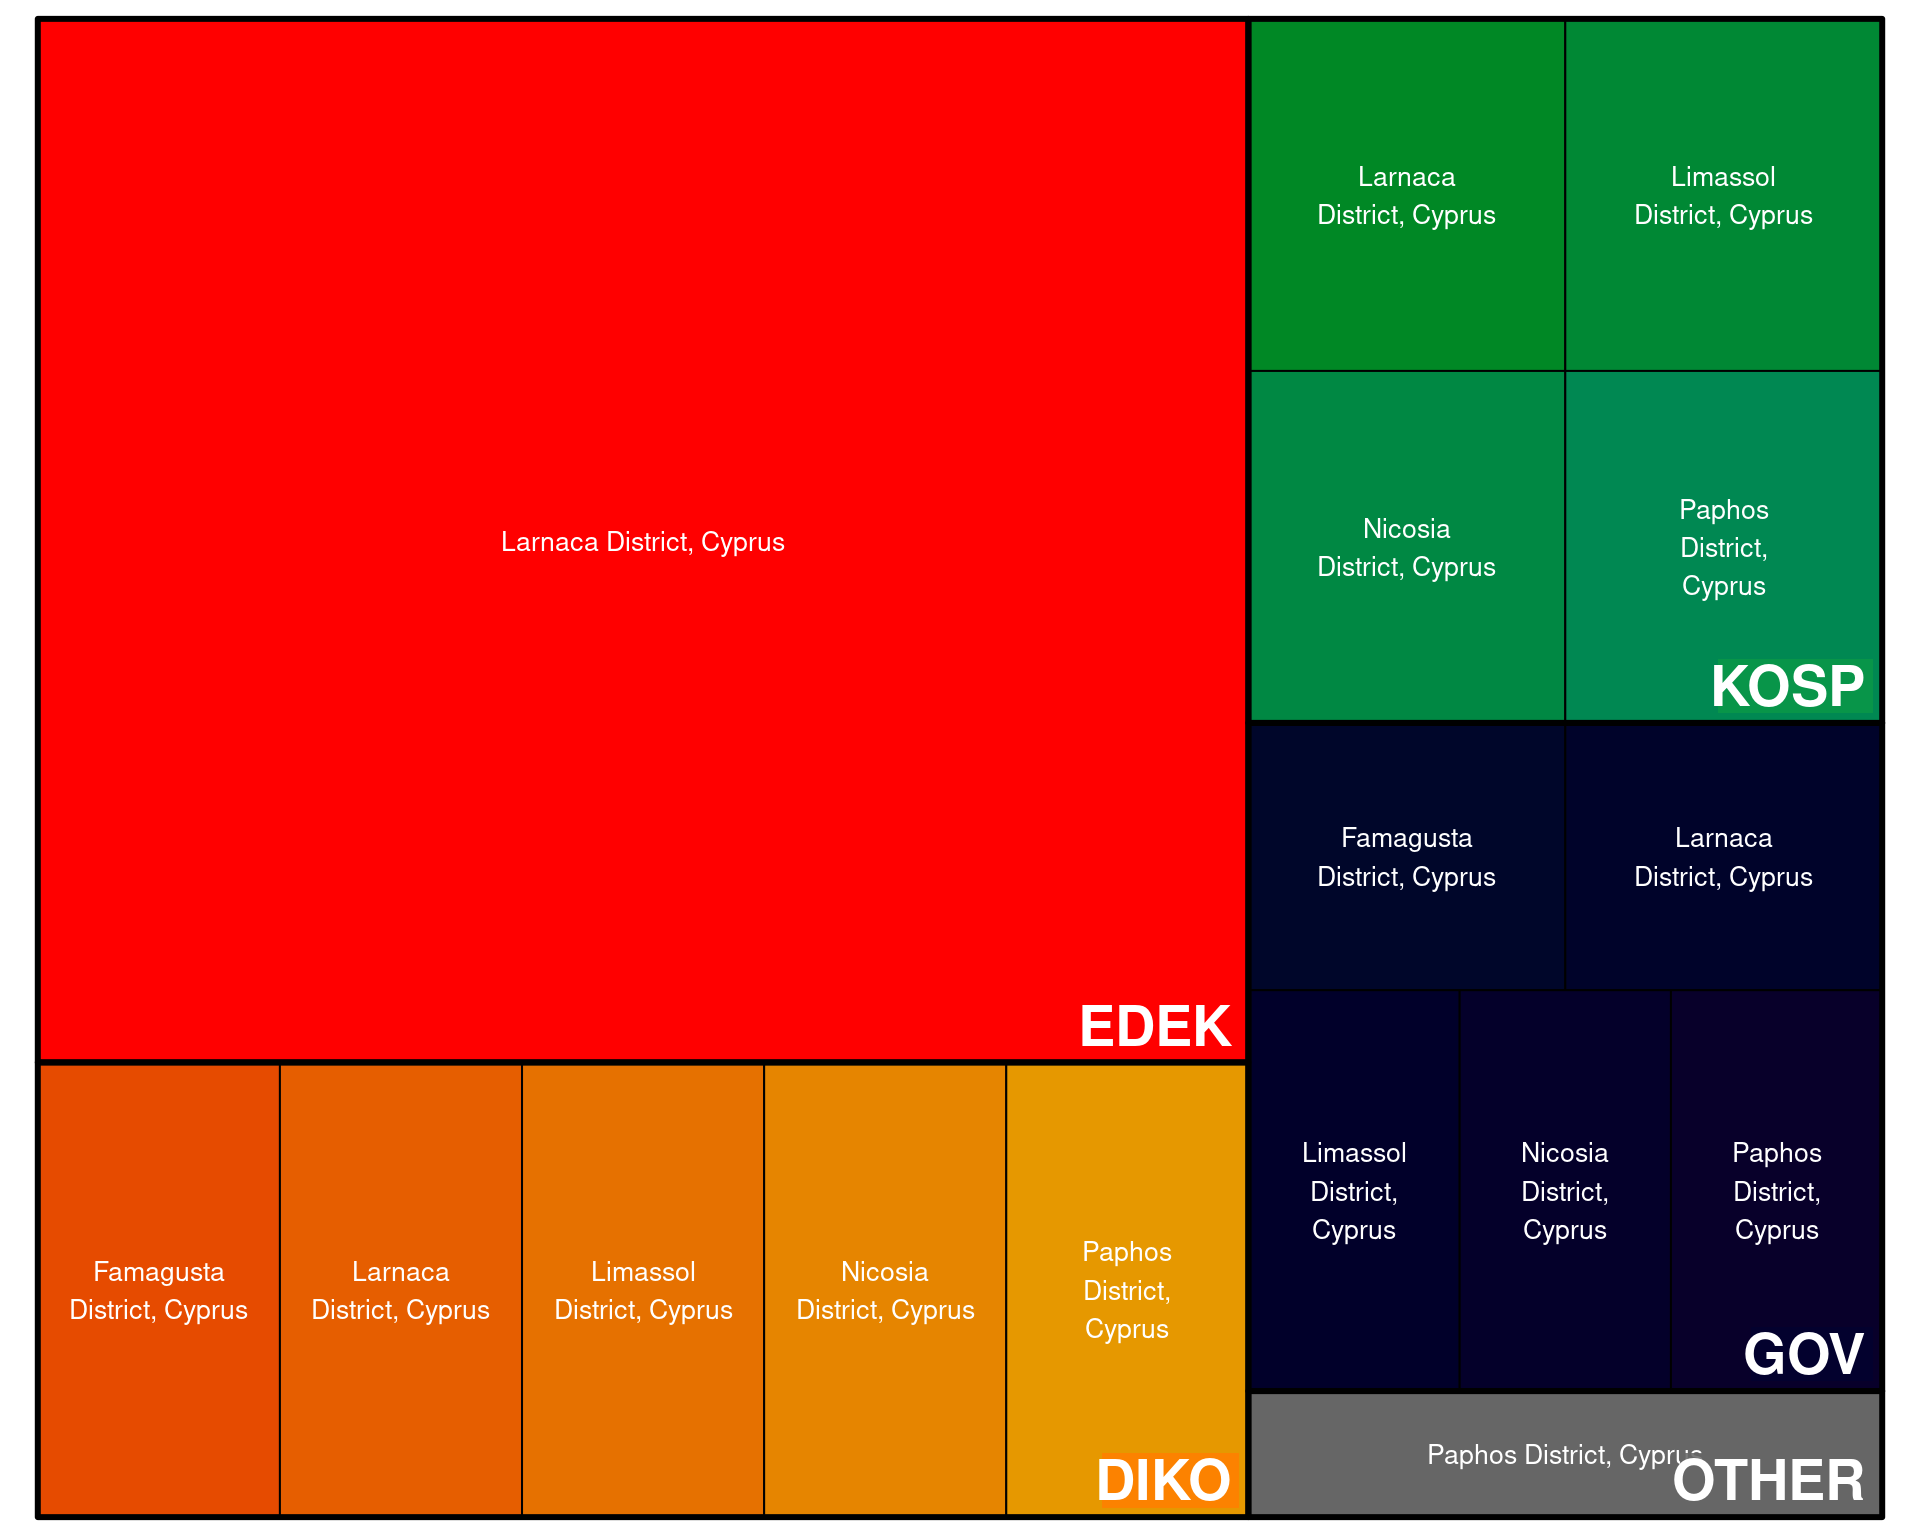 Larnaca District, Cyprus
EDEK
Famagusta
District, Cyprus
Larnaca
District, Cyprus
Limassol
District, Cyprus
Nicosia
District, Cyprus
Paphos
District,
Cyprus
DIKO
Larnaca
District, Cyprus
Limassol
District, Cyprus
Nicosia
District, Cyprus
Paphos
District,
Cyprus
KOSP
Famagusta
District, Cyprus
Larnaca
District, Cyprus
Limassol
District,
Cyprus
Nicosia
District,
Cyprus
Paphos
District,
Cyprus
GOV
Paphos District, Cyprus
OTHER